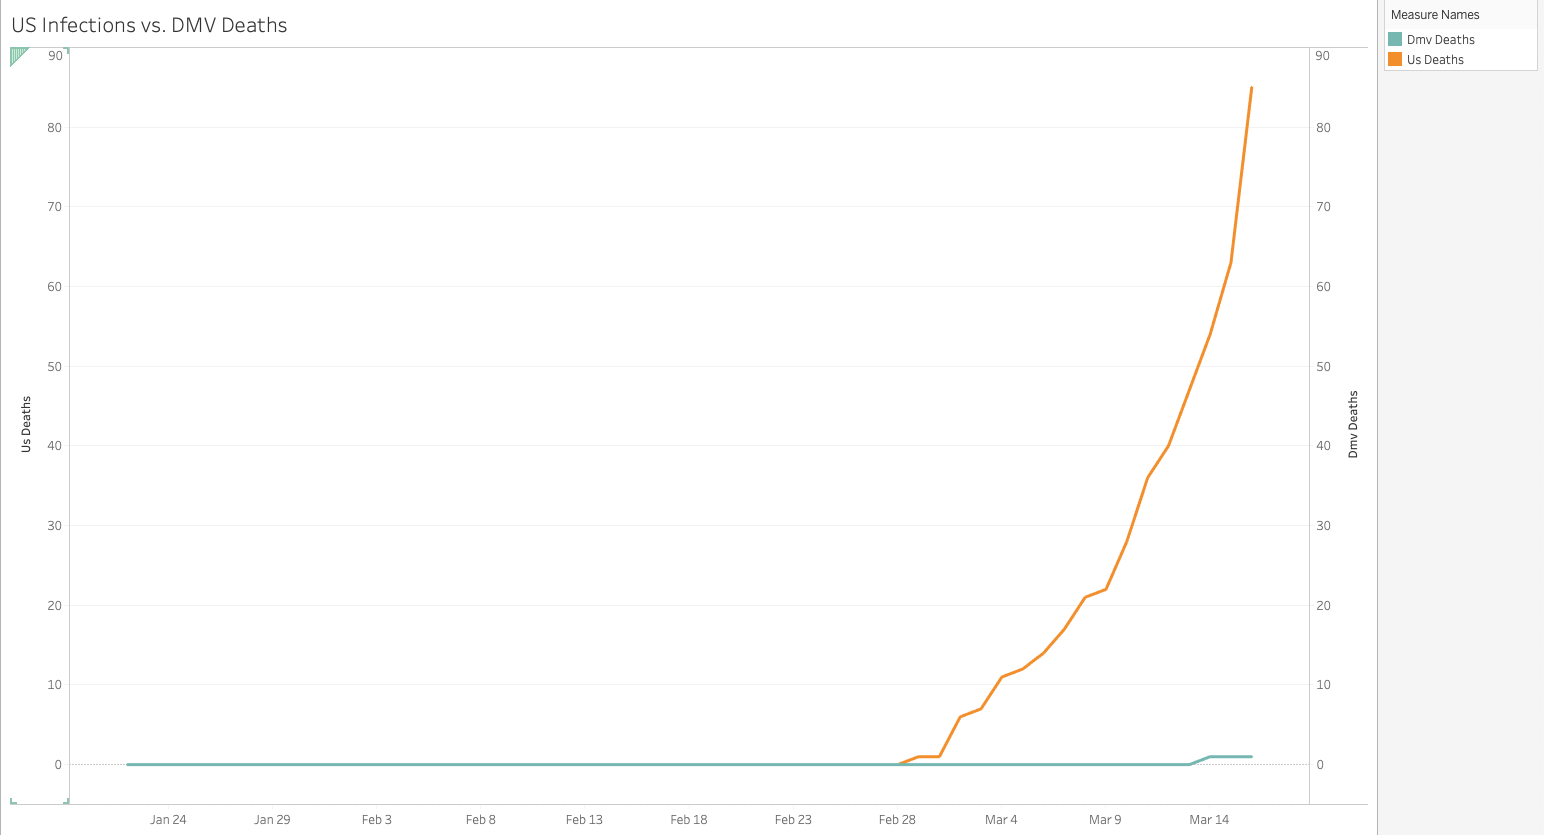 US Infections vs. DMV Deaths
Measure Names
Dmv Deaths
Us Deaths
90
80
70
60
50
40
30
20
10
0
Us Deaths
90
80
70
60
50
40
30
20
10
0
Dmv Deaths
Jan 24 Jan 29 Feb 3 Feb 8 Feb 13 Feb 18 Feb 23 Feb 28 Mar 4 Mar 9 Mar 14